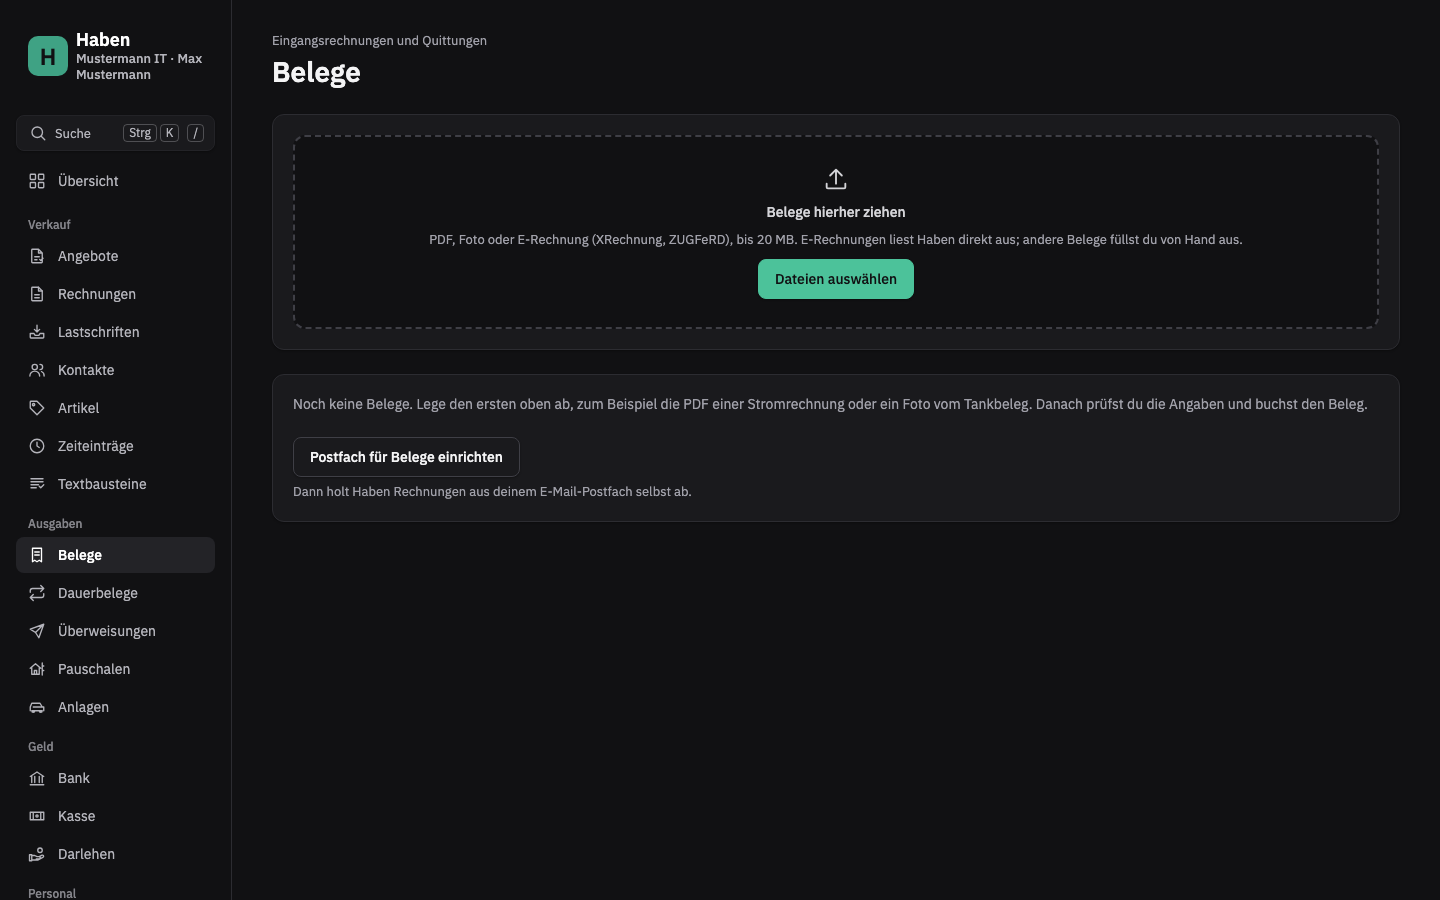 H
Haben
Mustermann IT · Max
Mustermann
Suche Strg K /
Übersicht
Verkauf
Angebote
Rechnungen
Lastschriften
Kontakte
Artikel
Zeiteinträge
Textbausteine
Ausgaben
Belege
Dauerbelege
Überweisungen
Pauschalen
Anlagen
Geld
Bank
Kasse
Darlehen
Personal
Eingangsrechnungen und Quittungen
Belege
Belege hierher ziehen
PDF, Foto oder E-Rechnung (XRechnung, ZUGFeRD), bis 20 MB. E-Rechnungen liest Haben direkt aus; andere Belege füllst du von Hand aus.
Dateien auswählen
Noch keine Belege. Lege den ersten oben ab, zum Beispiel die PDF einer Stromrechnung oder ein Foto vom Tankbeleg. Danach prüfst du die Angaben und buchst den Beleg.
Postfach für Belege einrichten
Dann holt Haben Rechnungen aus deinem E-Mail-Postfach selbst ab.